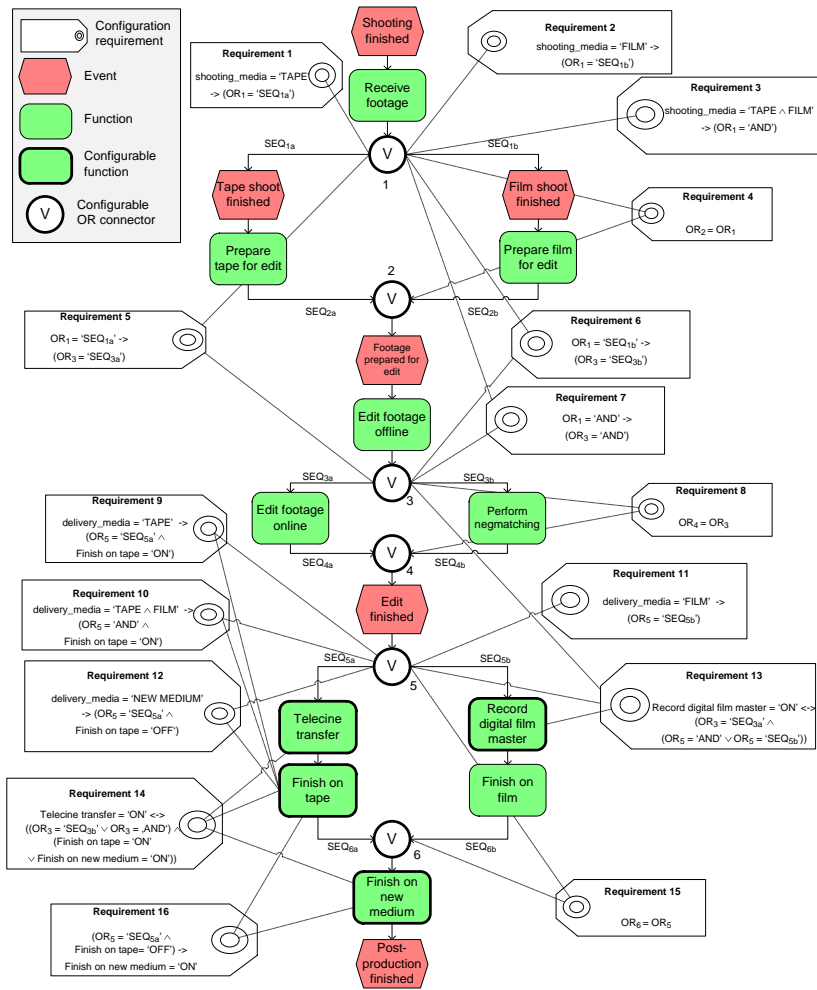 Configuration
requirement
Event
Function
Configurable
function
V
Configurable
OR connector
Shooting
finished
Receive
footage
Requirement 1
shooting_media = 'TAPE'
-> (OR1 = 'SEQ1a')
Requirement 2
shooting_media = 'FILM' ->
(OR1 = 'SEQ1b')
Requirement 3
shooting_media = 'TAPE ∧ FILM'
-> (OR1 = 'AND')
SEQ1a
V
1
SEQ1b
Tape shoot
finished
Film shoot
finished
Requirement 4
OR2 = OR1
Prepare
tape for edit
Prepare film
for edit
2
V
SEQ2a
SEQ2b
Requirement 5
OR1 = 'SEQ1a' ->
(OR3 = 'SEQ3a')
Requirement 6
OR1 = 'SEQ1b' ->
(OR3 = 'SEQ3b')
Footage
prepared for
edit
Requirement 7
OR1 = 'AND' ->
(OR3 = 'AND')
Edit footage
offline
SEQ3a
V
3
SEQ3b
Edit footage
online
Perform
negmatching
Requirement 8
OR4 = OR3
Requirement 9
delivery_media = 'TAPE' ->
(OR5 = 'SEQ5a' ∧
Finish on tape = 'ON')
SEQ4a
V
4
SEQ4b
Edit
finished
Requirement 10
delivery_media = 'TAPE ∧ FILM' ->
(OR5 = 'AND' ∧
Finish on tape = 'ON')
Requirement 11
delivery_media = 'FILM' ->
(OR5 = 'SEQ5b')
SEQ5a
V
5
SEQ5b
Requirement 12
delivery_media = 'NEW MEDIUM'
-> (OR5 = 'SEQ5a' ∧
Finish on tape = 'OFF')
Requirement 13
Record digital film master = 'ON' <->
(OR3 = 'SEQ3a' ∧
(OR5 = 'AND' ∨ OR5 = 'SEQ5b'))
Telecine
transfer
Record
digital film
master
Finish on
tape
Finish on
film
Requirement 14
Telecine transfer = 'ON' <->
((OR3 = 'SEQ3b' ∨ OR3 = ‚AND') ∧
(Finish on tape = 'ON'
∨ Finish on new medium = 'ON'))
SEQ6a
V
6
SEQ6b
Finish on
new
medium
Requirement 15
OR6 = OR5
Requirement 16
(OR5 = 'SEQ5a' ∧
Finish on tape= 'OFF') ->
Finish on new medium = 'ON'
Post-
production
finished